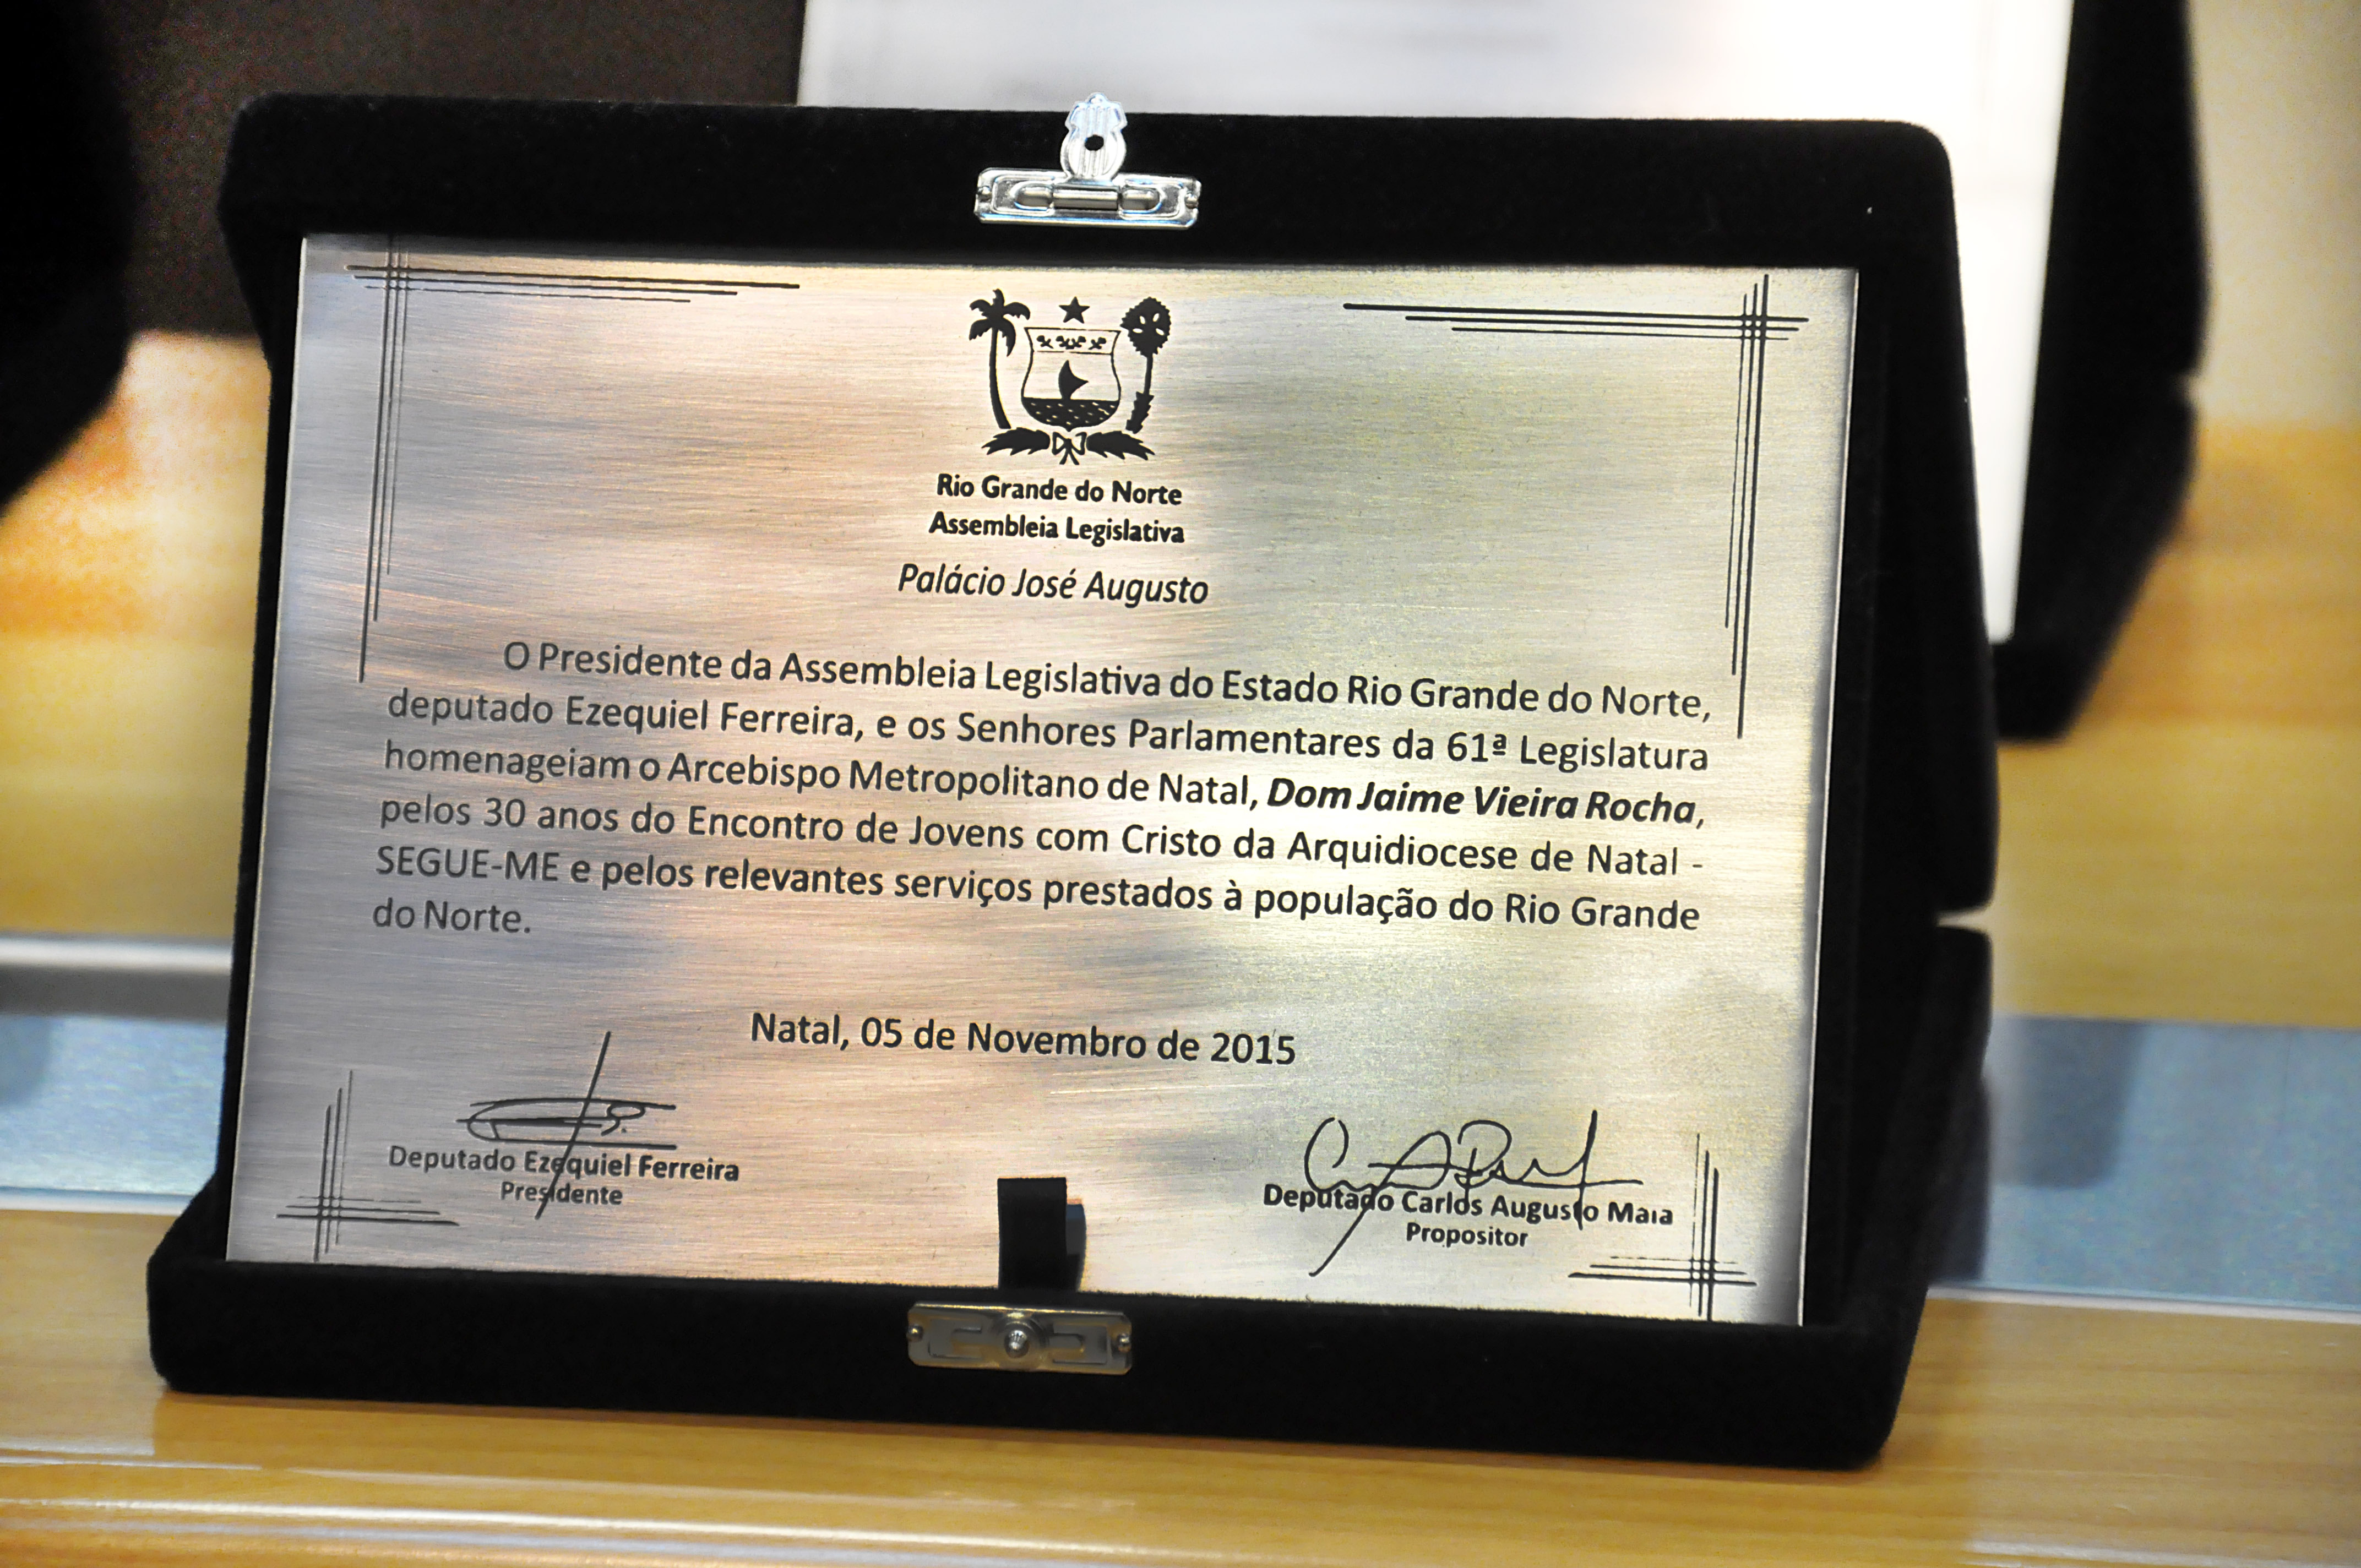 Rio Grande do Norte
Assembleia Legislativa
Palácio José Augusto
O Presidente da Assembleia Legislativa do Estado Rio Grande do Norte,
deputado Ezequiel Ferreira, e os Senhores Parlamentares da 61ª Legislatura
homenageiam o Arcebispo Metropolitano de Natal, Dom Jaime Vieira Rocha,
pelos 30 anos do Encontro de Jovens com Cristo da Arquidiocese de Natal -
SEGUE-ME e pelos relevantes serviços prestados à população do Rio Grande
do Norte.
Natal, 05 de Novembro de 2015
Deputado Ezequiel Ferreira
Presidente
Deputado Carlos Augusto Maia
Propositor